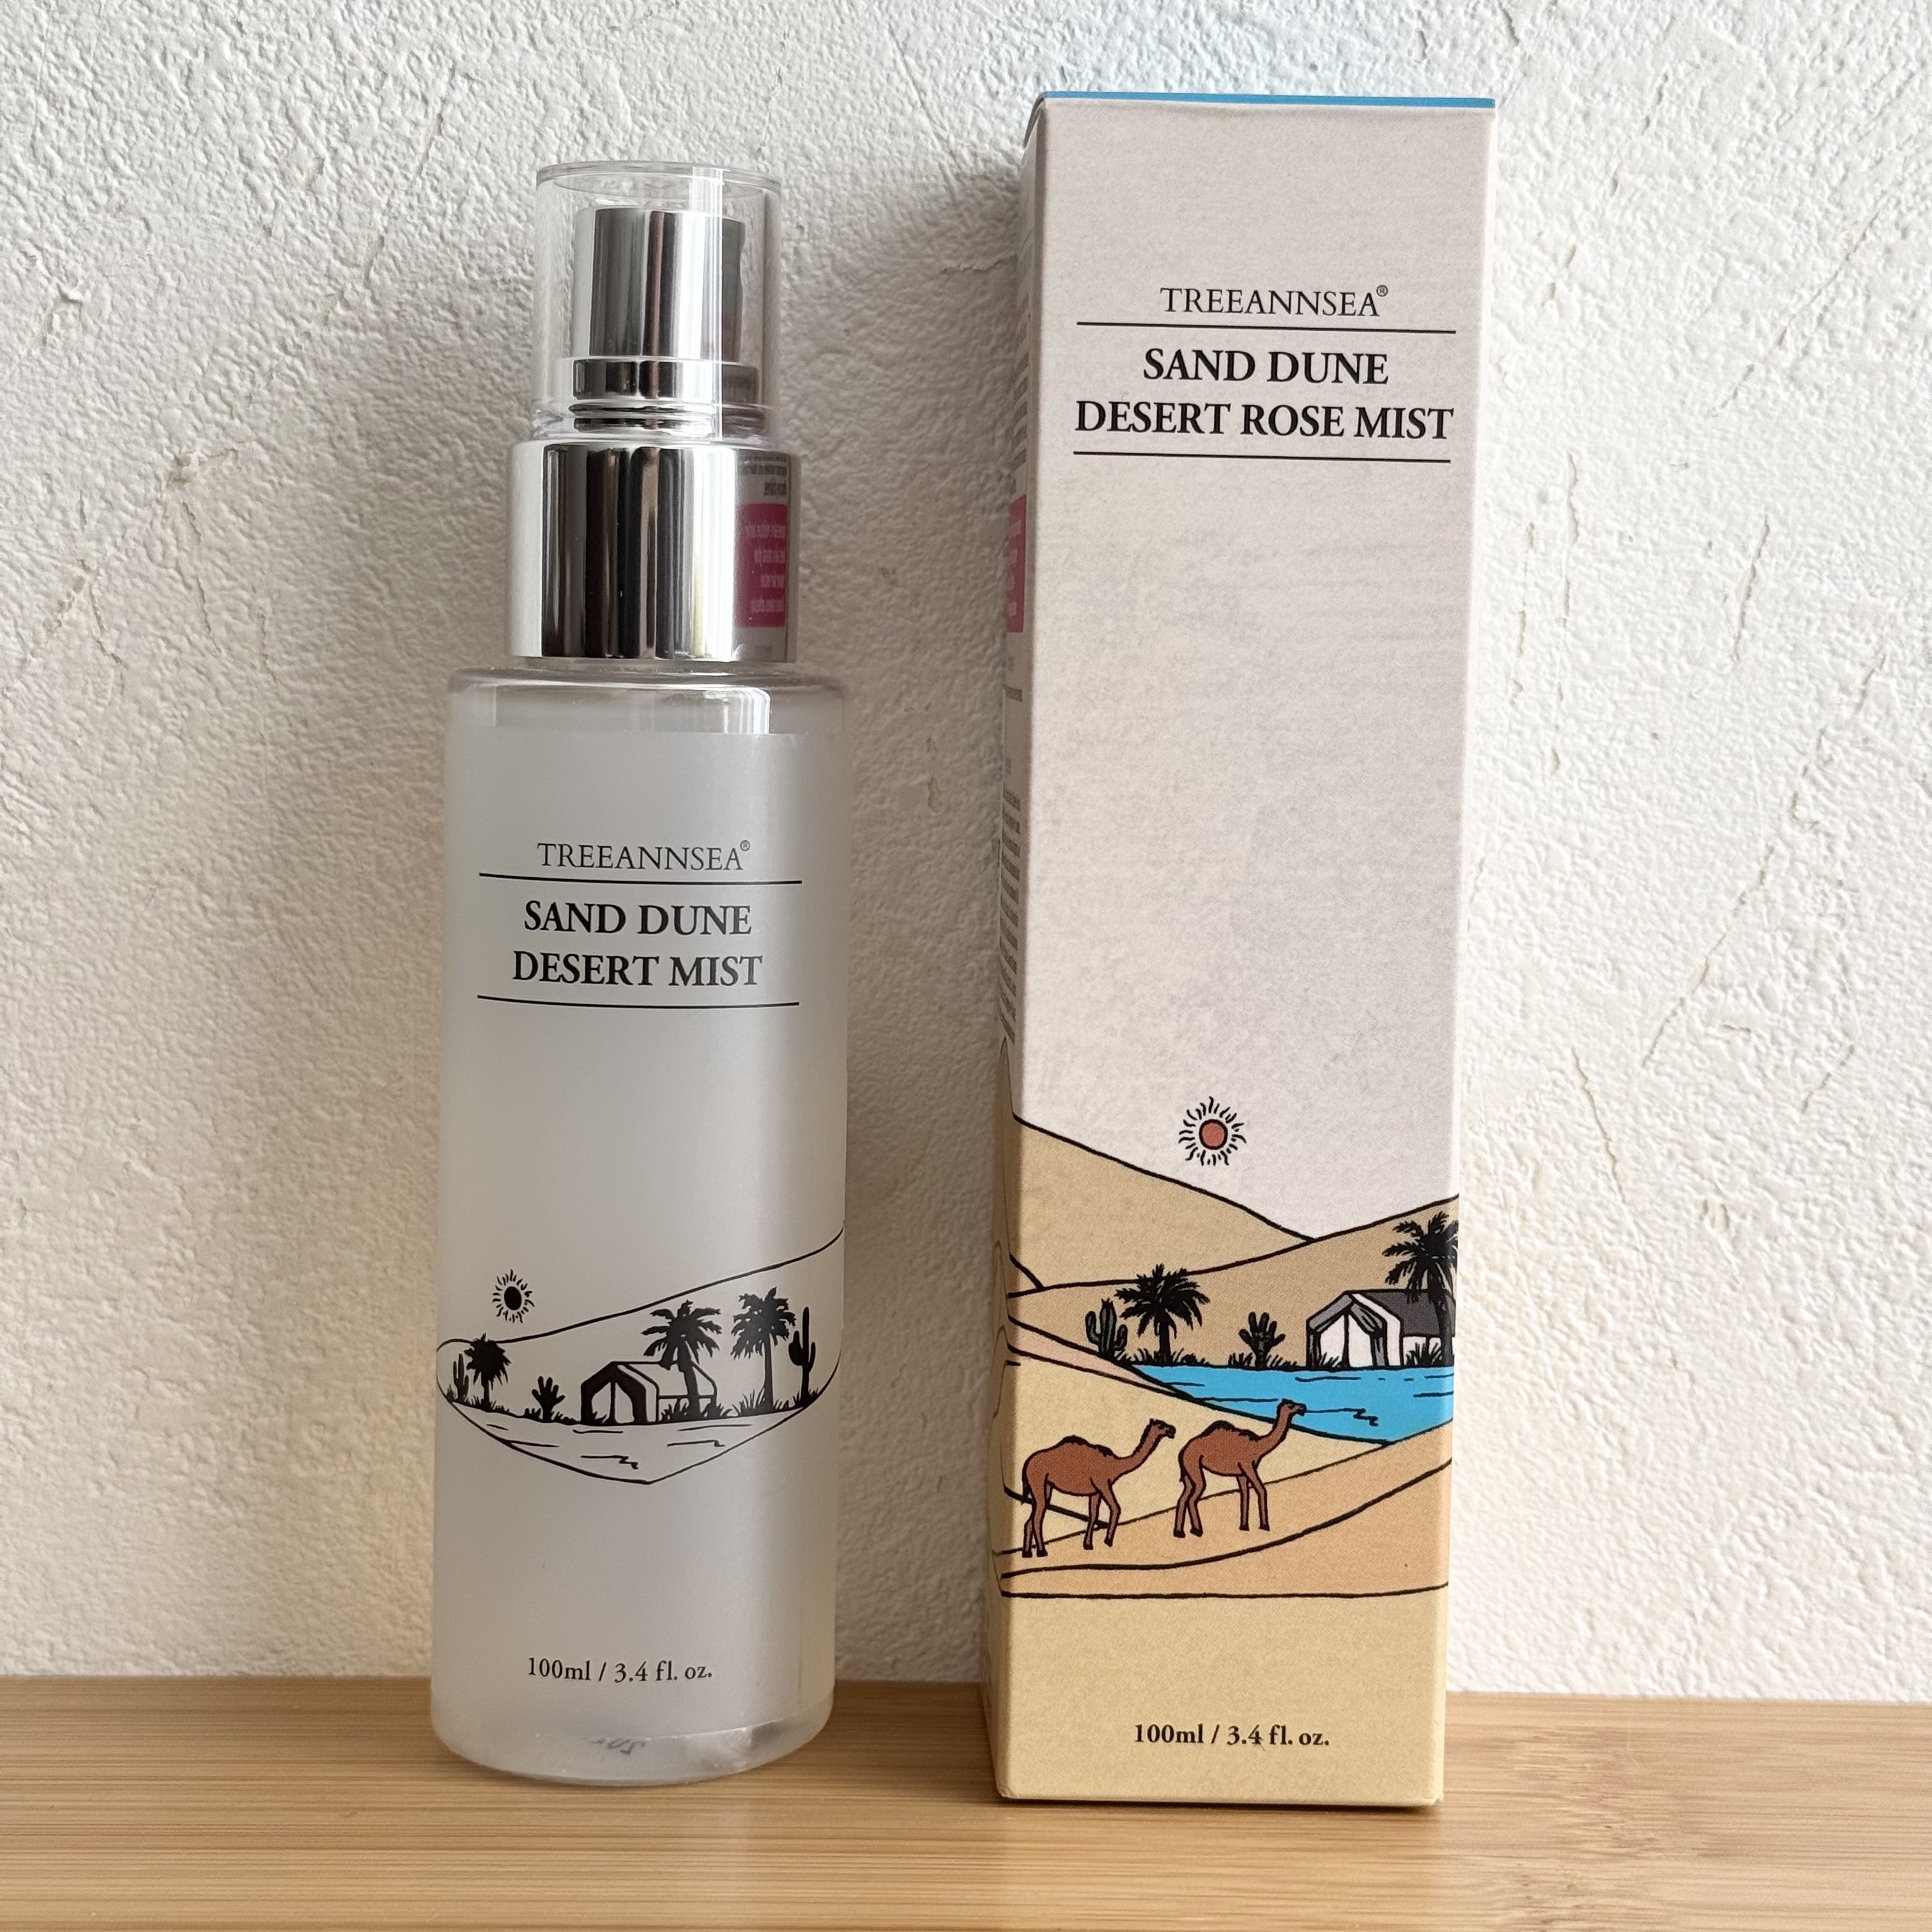 TREEANNSEA®
SAND DUNE
DESERT MIST
100ml / 3.4 fl. oz.
TREEANNSEA®
SAND DUNE
DESERT ROSE MIST
100ml / 3.4 fl. oz.